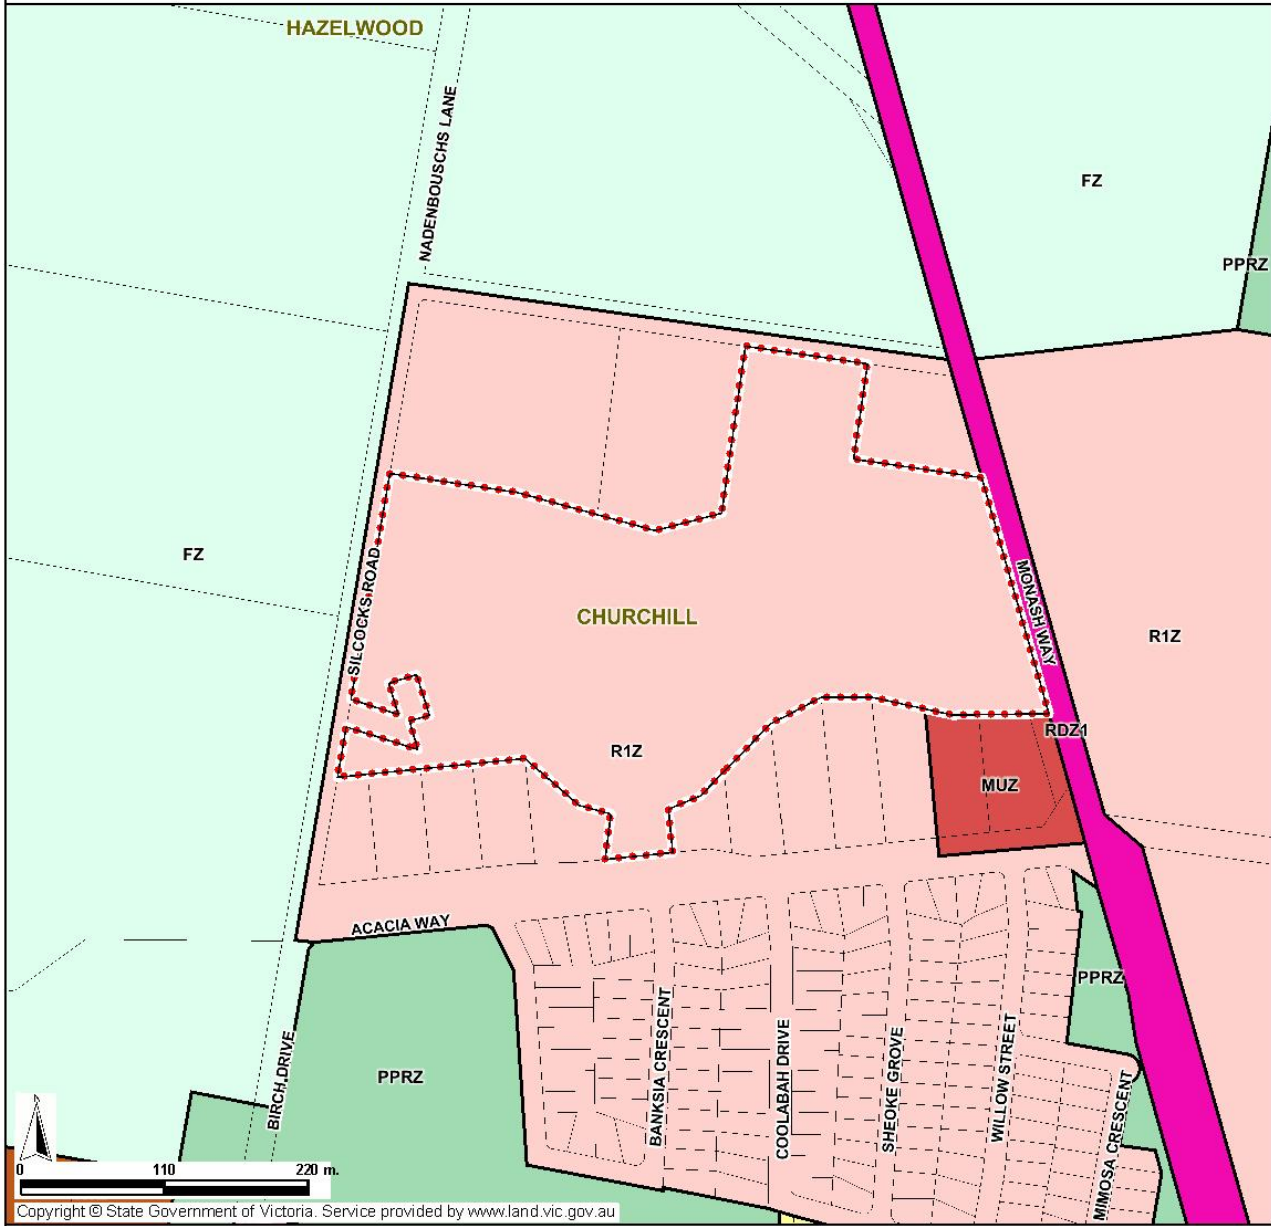 HAZELWOOD
NADENBOUSCHS LANE
FZ
PPRZ
FZ
SILCOCKS ROAD
CHURCHILL
MONASH WAY
R1Z
R1Z
RDZ1
MUZ
ACACIA WAY
PPRZ
BIRCH DRIVE
PPRZ
BANKSIA CRESCENT
COOLABAH DRIVE
SHEOKE GROVE
WILLOW STREET
MIMOSA CRESCENT
0 110 220 m.
Copyright © State Government of Victoria. Service provided by www.land.vic.gov.au